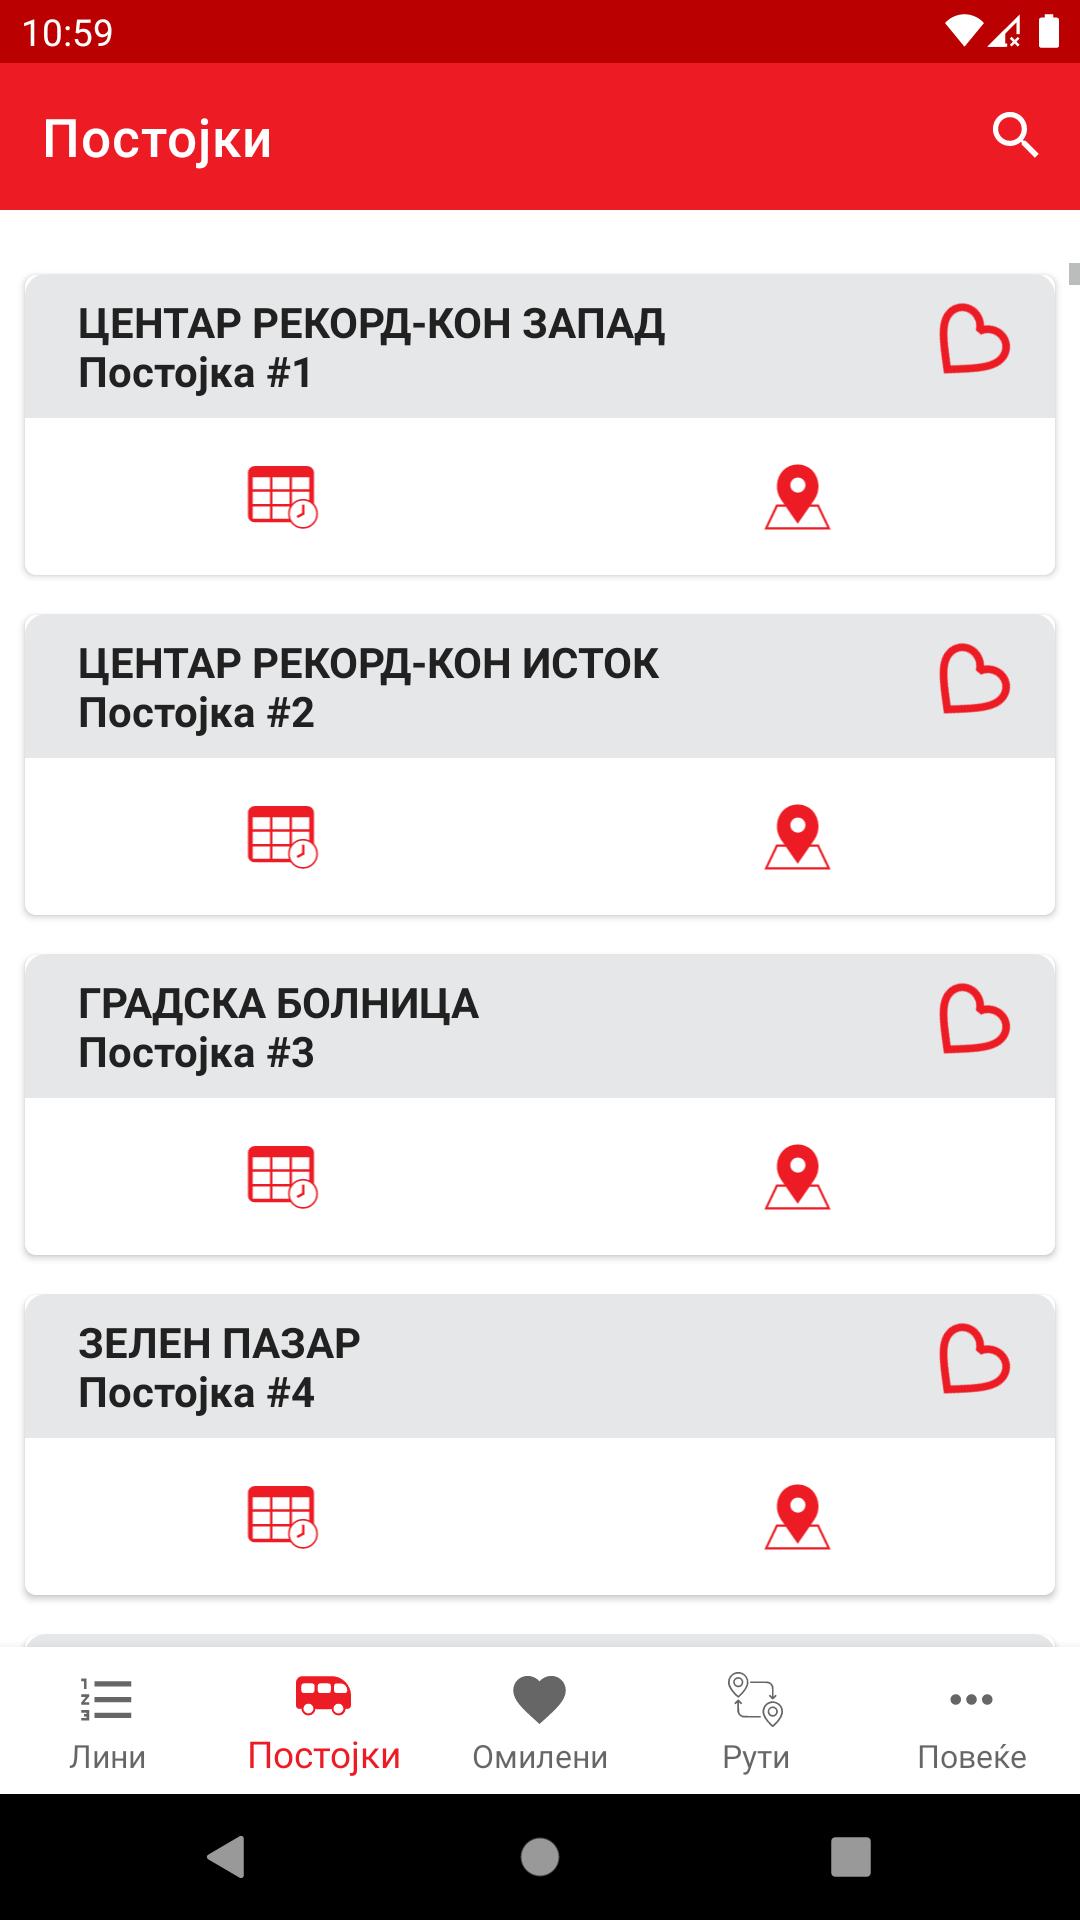 10:59
Постојки
ЦЕНТАР РЕКОРД-КОН ЗАПАД
Постојка #1
ЦЕНТАР РЕКОРД-КОН ИСТОК
Постојка #2
ГРАДСКА БОЛНИЦА
Постојка #3
ЗЕЛЕН ПАЗАР
Постојка #4
Лини
Постојки
Омилени
Рути
Повеќе